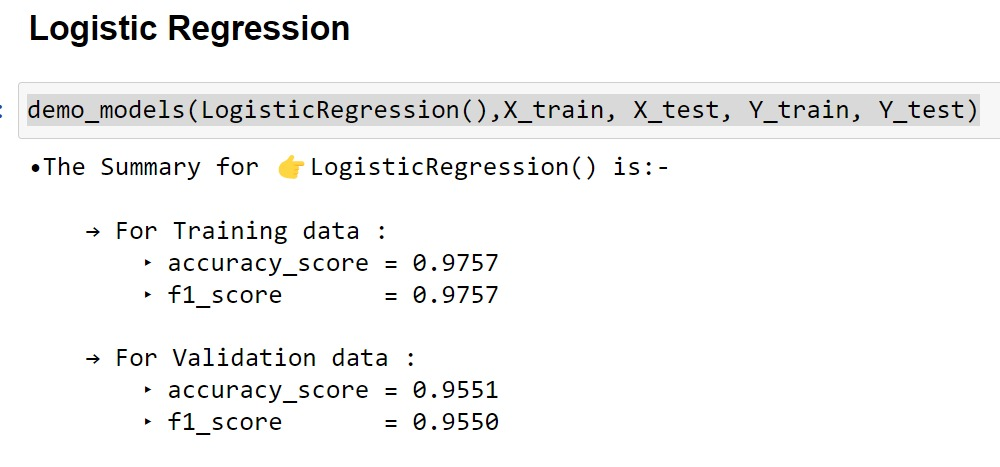 Logistic Regression
:
demo_models(LogisticRegression(),X_train, X_test, Y_train, Y_test)
•The Summary for 👉LogisticRegression() is:-
→ For Training data :
‣ accuracy_score = 0.9757
‣ f1_score = 0.9757
→ For Validation data :
‣ accuracy_score = 0.9551
‣ f1_score = 0.9550